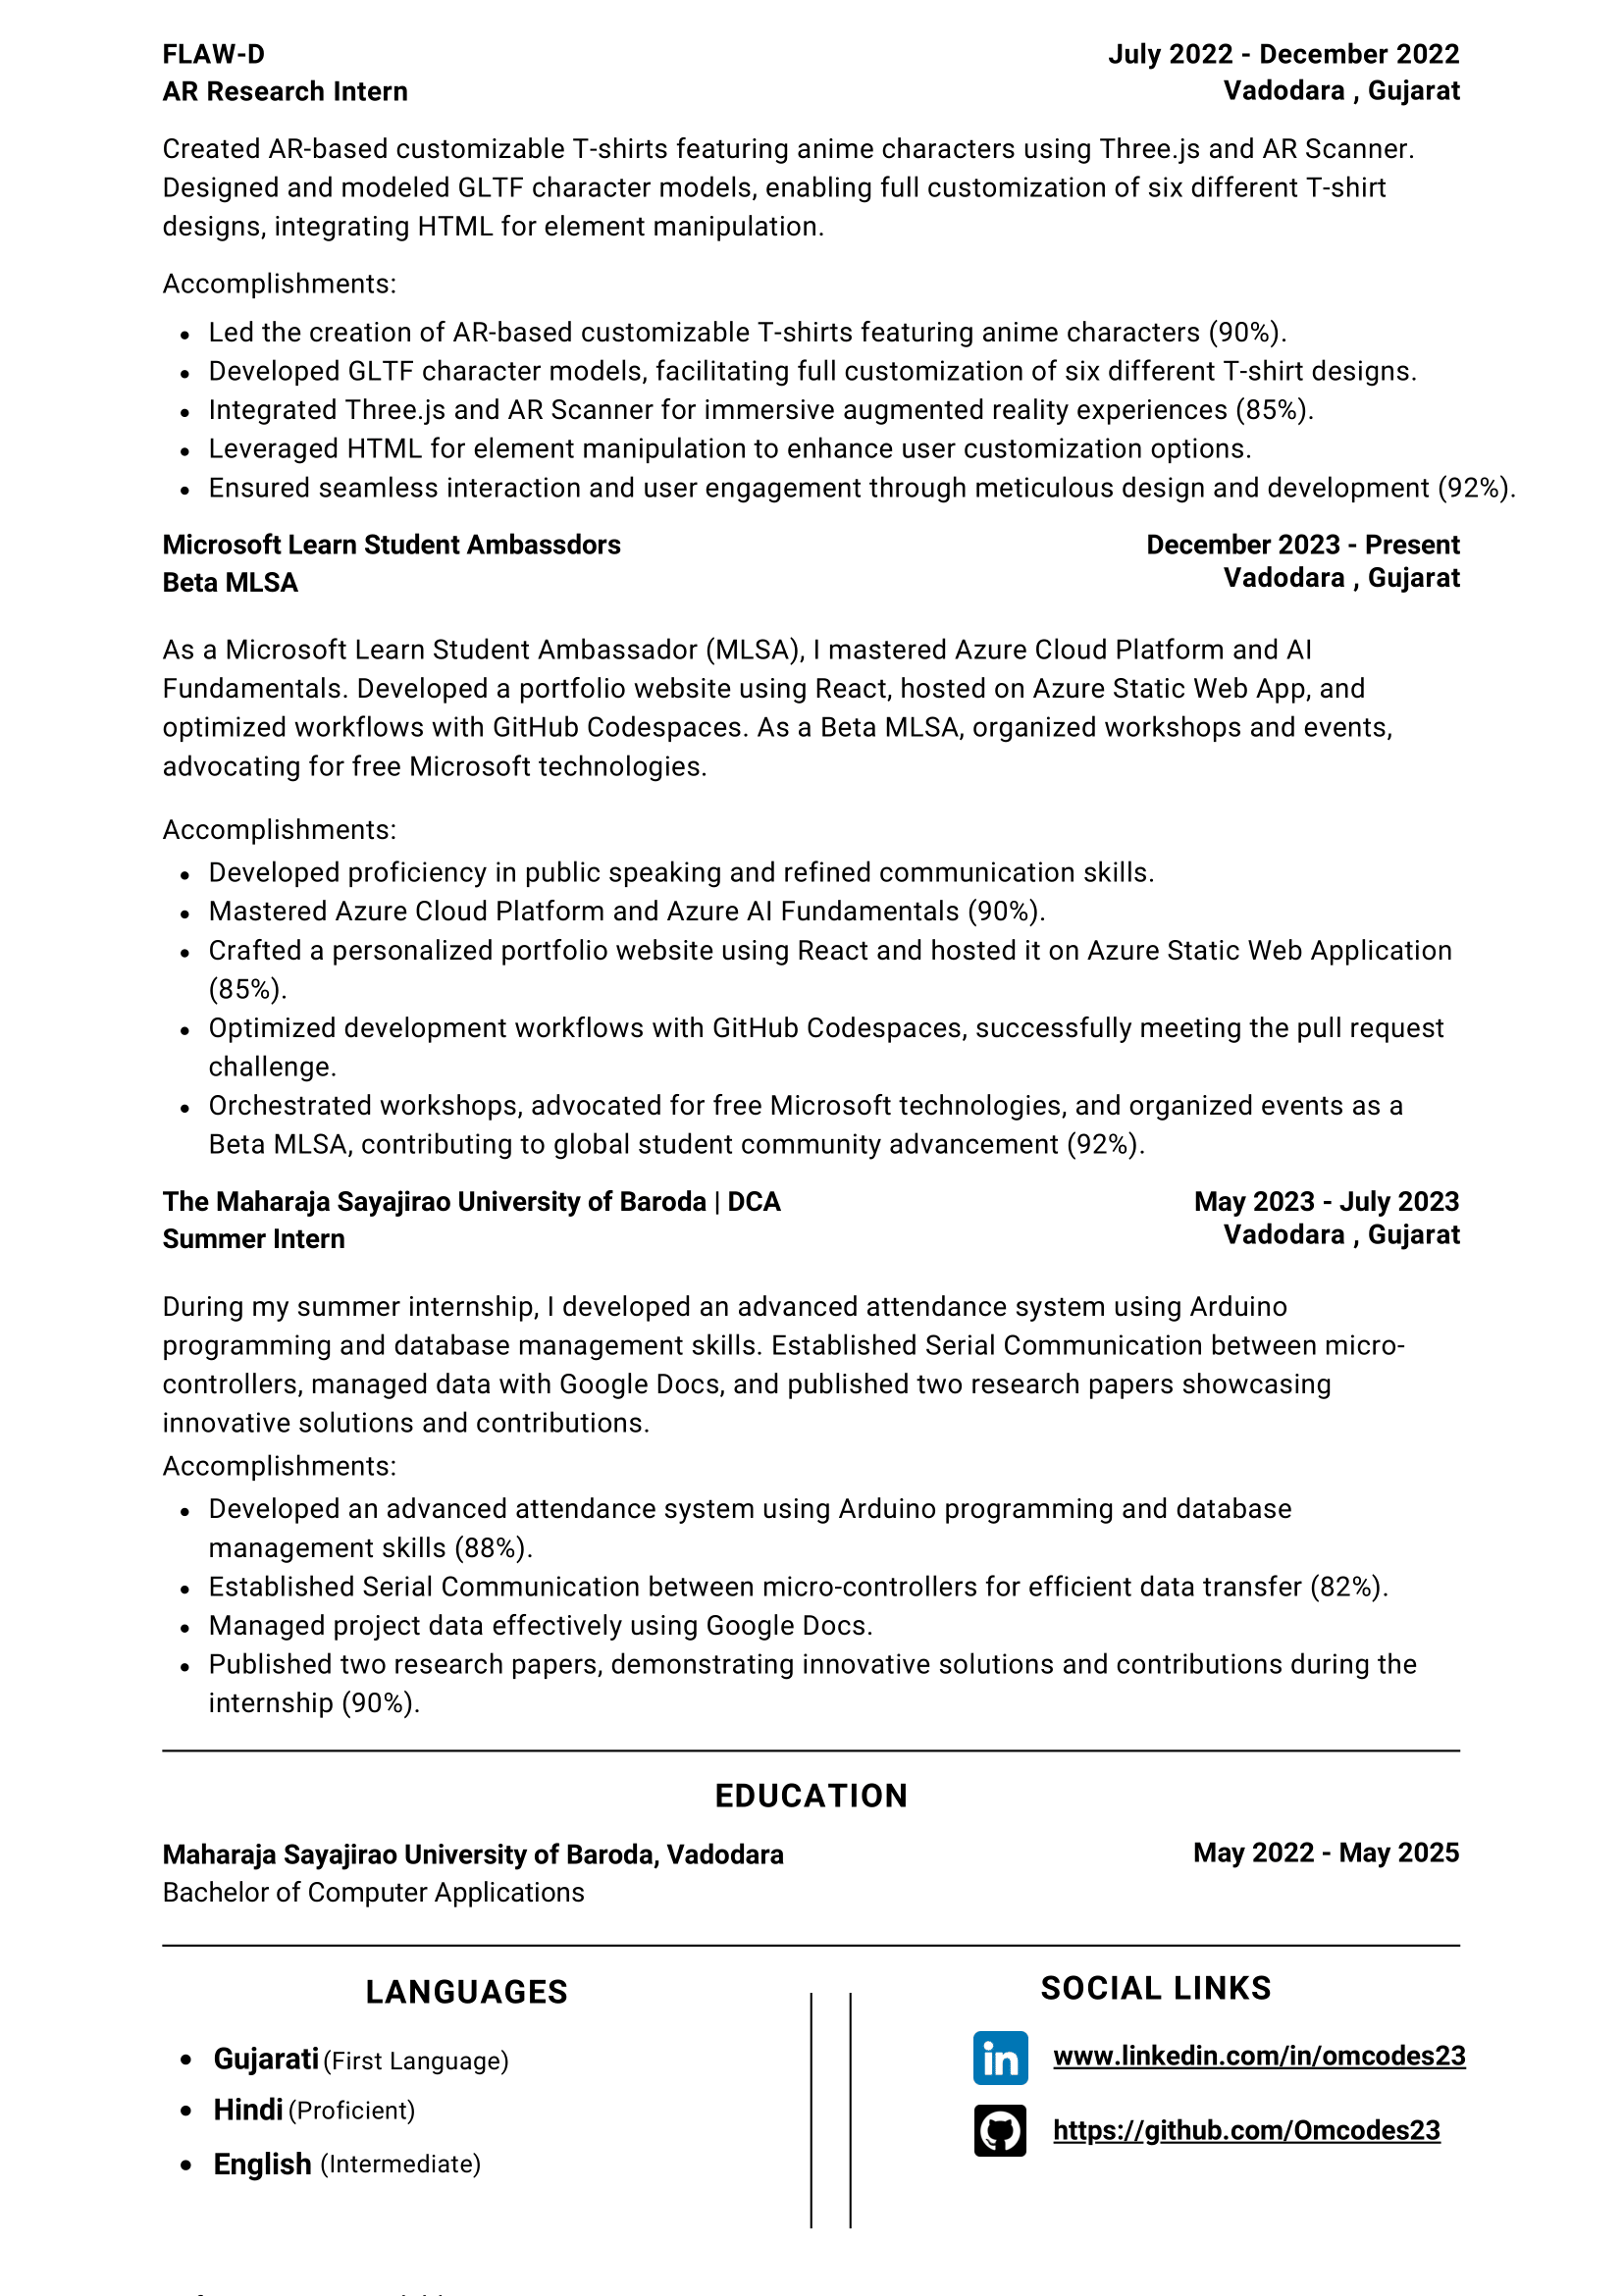 FLAW-D
July 2022 - December 2022
AR Research Intern
Vadodara , Gujarat
Created AR-based customizable T-shirts featuring anime characters using Three.js and AR Scanner.
Designed and modeled GLTF character models, enabling full customization of six different T-shirt
designs, integrating HTML for element manipulation.
Accomplishments:
• Led the creation of AR-based customizable T-shirts featuring anime characters (90%).
• Developed GLTF character models, facilitating full customization of six different T-shirt designs.
• Integrated Three.js and AR Scanner for immersive augmented reality experiences (85%).
• Leveraged HTML for element manipulation to enhance user customization options.
• Ensured seamless interaction and user engagement through meticulous design and development (92%).
Microsoft Learn Student Ambassdors
December 2023 - Present
Beta MLSA
Vadodara , Gujarat
As a Microsoft Learn Student Ambassador (MLSA), I mastered Azure Cloud Platform and AI
Fundamentals. Developed a portfolio website using React, hosted on Azure Static Web App, and
optimized workflows with GitHub Codespaces. As a Beta MLSA, organized workshops and events,
advocating for free Microsoft technologies.
Accomplishments:
• Developed proficiency in public speaking and refined communication skills.
• Mastered Azure Cloud Platform and Azure AI Fundamentals (90%).
• Crafted a personalized portfolio website using React and hosted it on Azure Static Web Application
(85%).
• Optimized development workflows with GitHub Codespaces, successfully meeting the pull request
challenge.
• Orchestrated workshops, advocated for free Microsoft technologies, and organized events as a
Beta MLSA, contributing to global student community advancement (92%).
The Maharaja Sayajirao University of Baroda | DCA
May 2023 - July 2023
Summer Intern
Vadodara , Gujarat
During my summer internship, I developed an advanced attendance system using Arduino
programming and database management skills. Established Serial Communication between micro-
controllers, managed data with Google Docs, and published two research papers showcasing
innovative solutions and contributions.
Accomplishments:
• Developed an advanced attendance system using Arduino programming and database
management skills (88%).
• Established Serial Communication between micro-controllers for efficient data transfer (82%).
• Managed project data effectively using Google Docs.
• Published two research papers, demonstrating innovative solutions and contributions during the
internship (90%).
EDUCATION
Maharaja Sayajirao University of Baroda, Vadodara
May 2022 - May 2025
Bachelor of Computer Applications
LANGUAGES
• Gujarati (First Language)
• Hindi (Proficient)
• English (Intermediate)
SOCIAL LINKS
in www.linkedin.com/in/omcodes23
https://github.com/Omcodes23